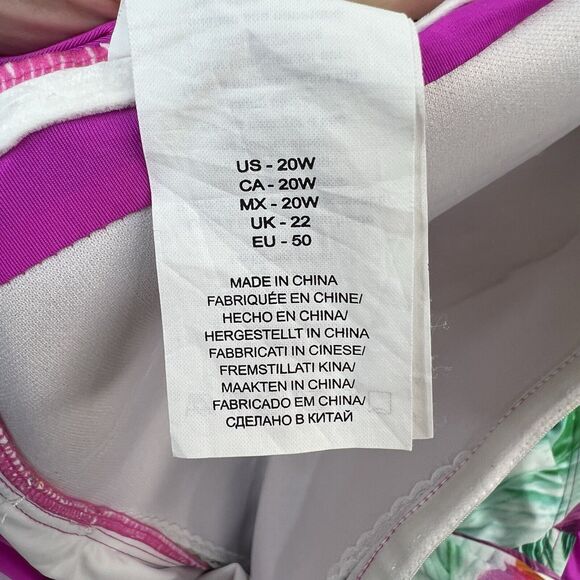 US - 20W
CA - 20W
MX - 20W
UK - 22
EU - 50
MADE IN CHINA
FABRIQUÉE EN CHINE/
HECHO EN CHINA/
HERGESTELLT IN CHINA
FABBRICATI IN CINESE/
FREMSTILLATI KINA/
MAAKTEN IN CHINA/
FABRICADO EM CHINA/
СДЕЛАНО В КИТАЙ